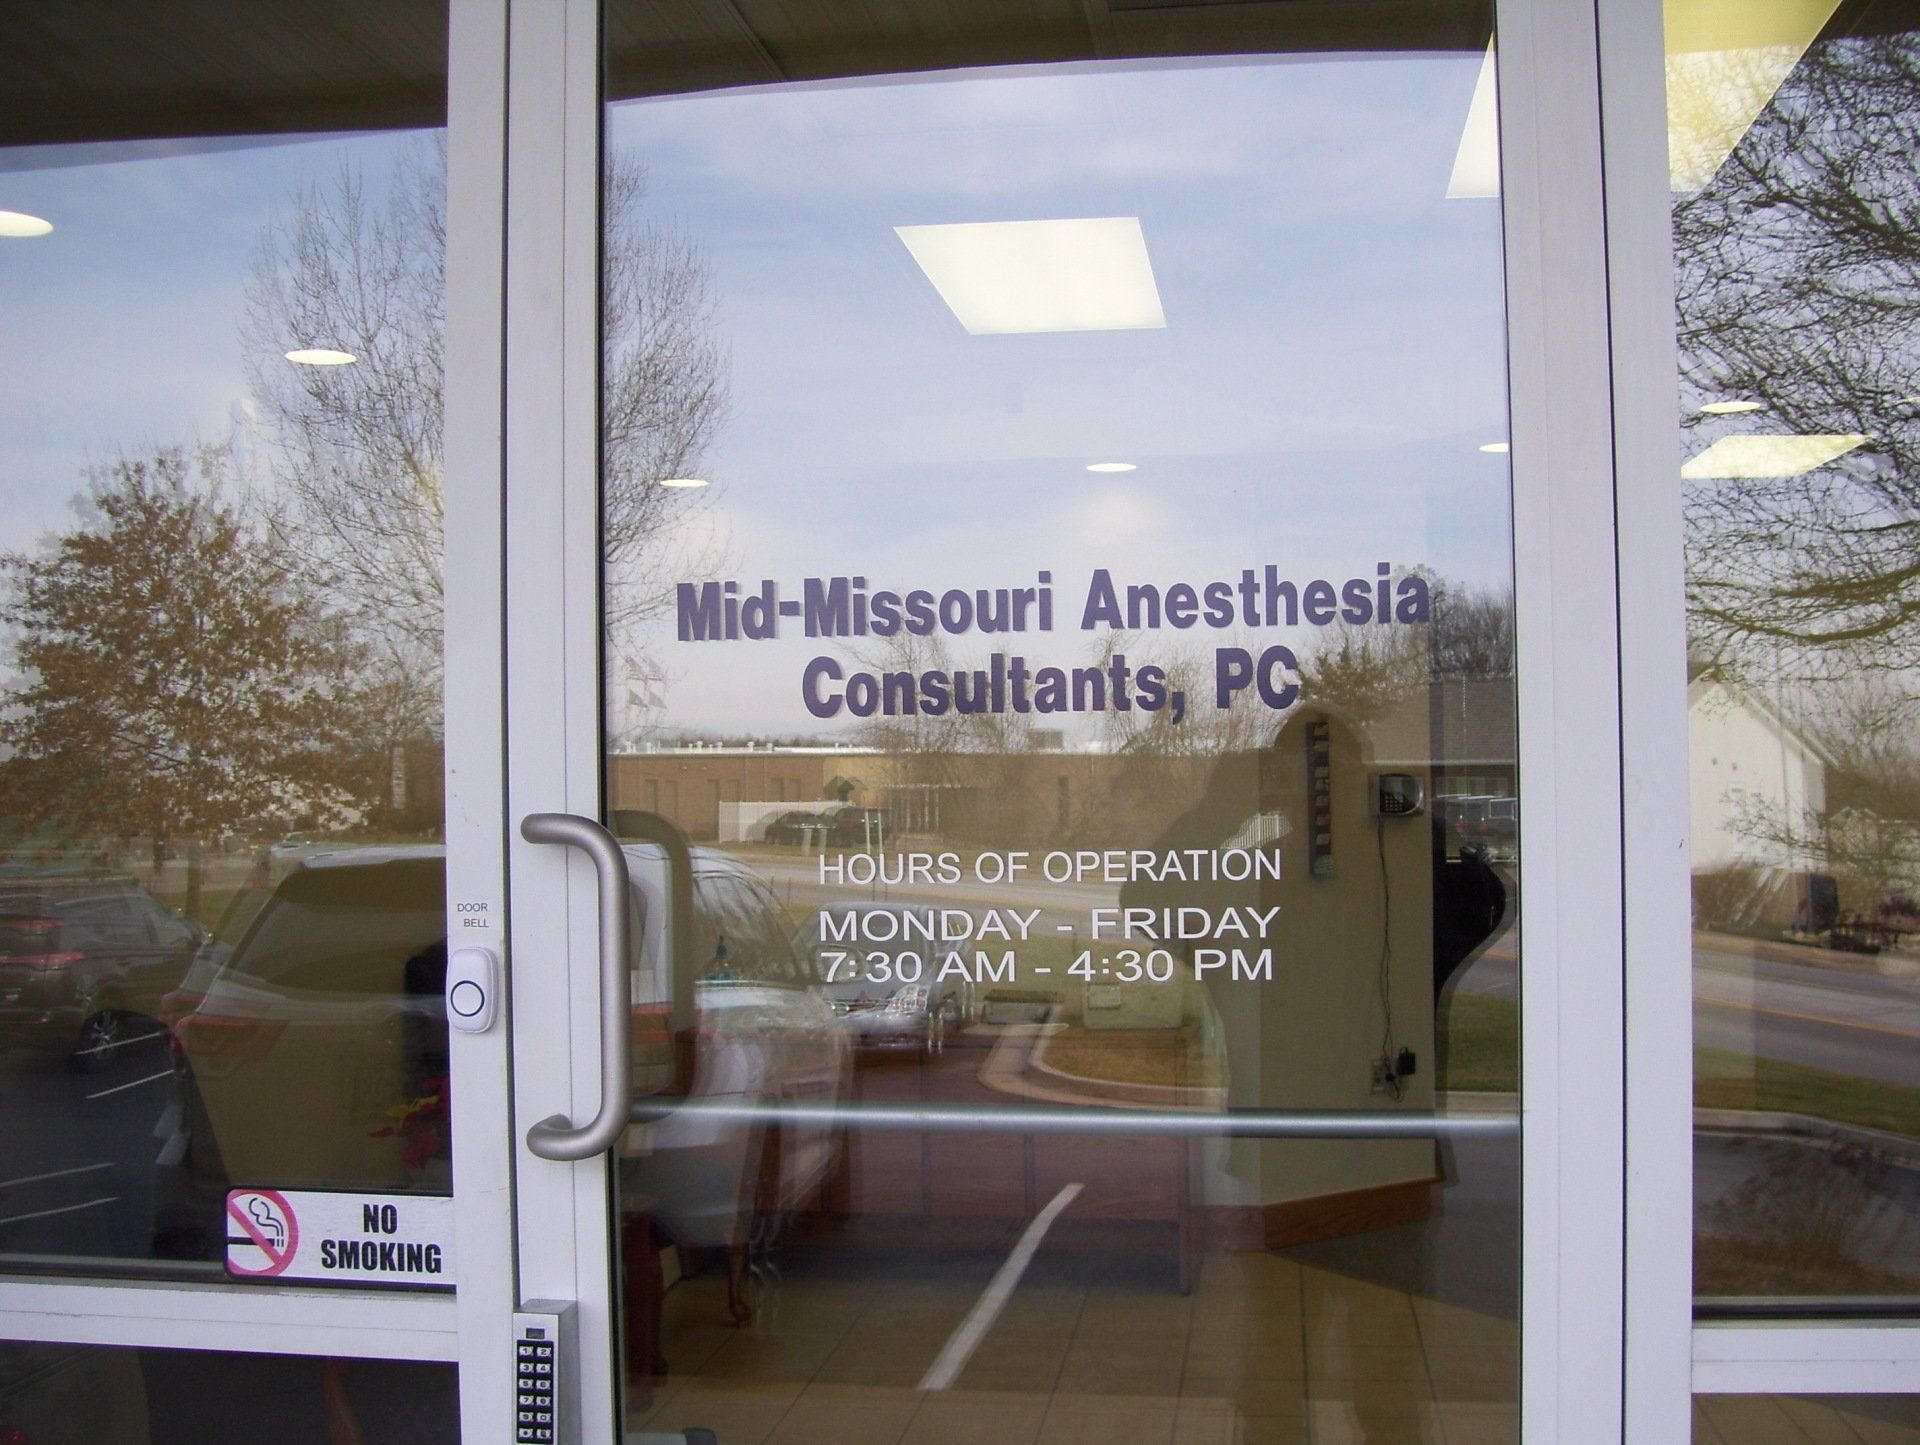 Mid-Missouri Anesthesia
Consultants, PC
HOURS OF OPERATION
MONDAY - FRIDAY
7:30 AM - 4:30 PM
DOOR
BELL
NO
SMOKING